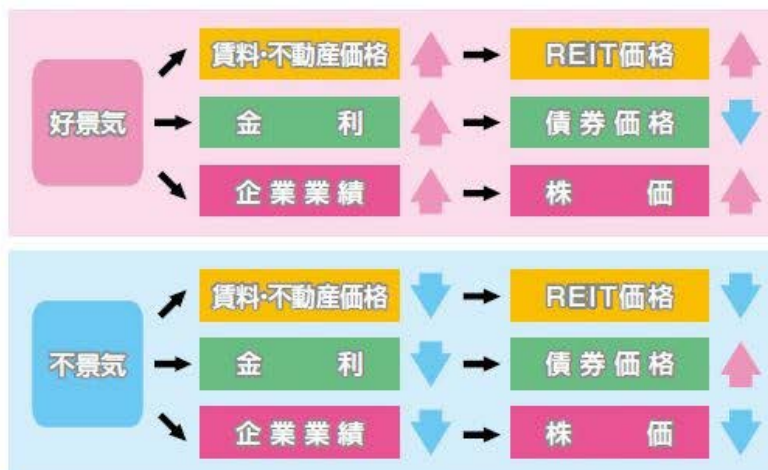 賃料・不動産価格
REIT価格
好景気
金利
債券価格
企業業績
株価
賃料・不動産価格
REIT価格
不景気
金利
債券価格
企業業績
株価